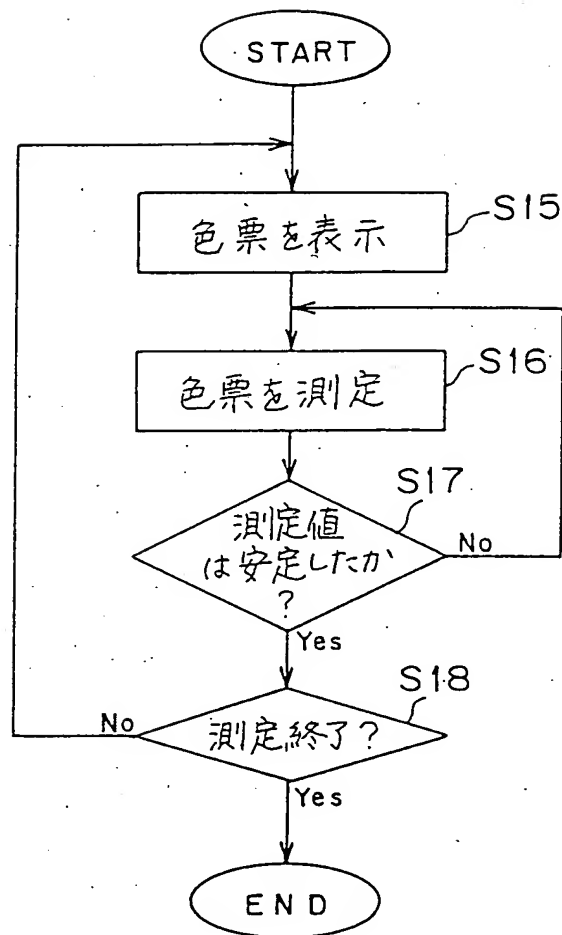 START
色票を表示
S15
色票を測定
S16
S17
測定値
は安定したか
?
No
Yes
S18
No
測定終了?
Yes
END